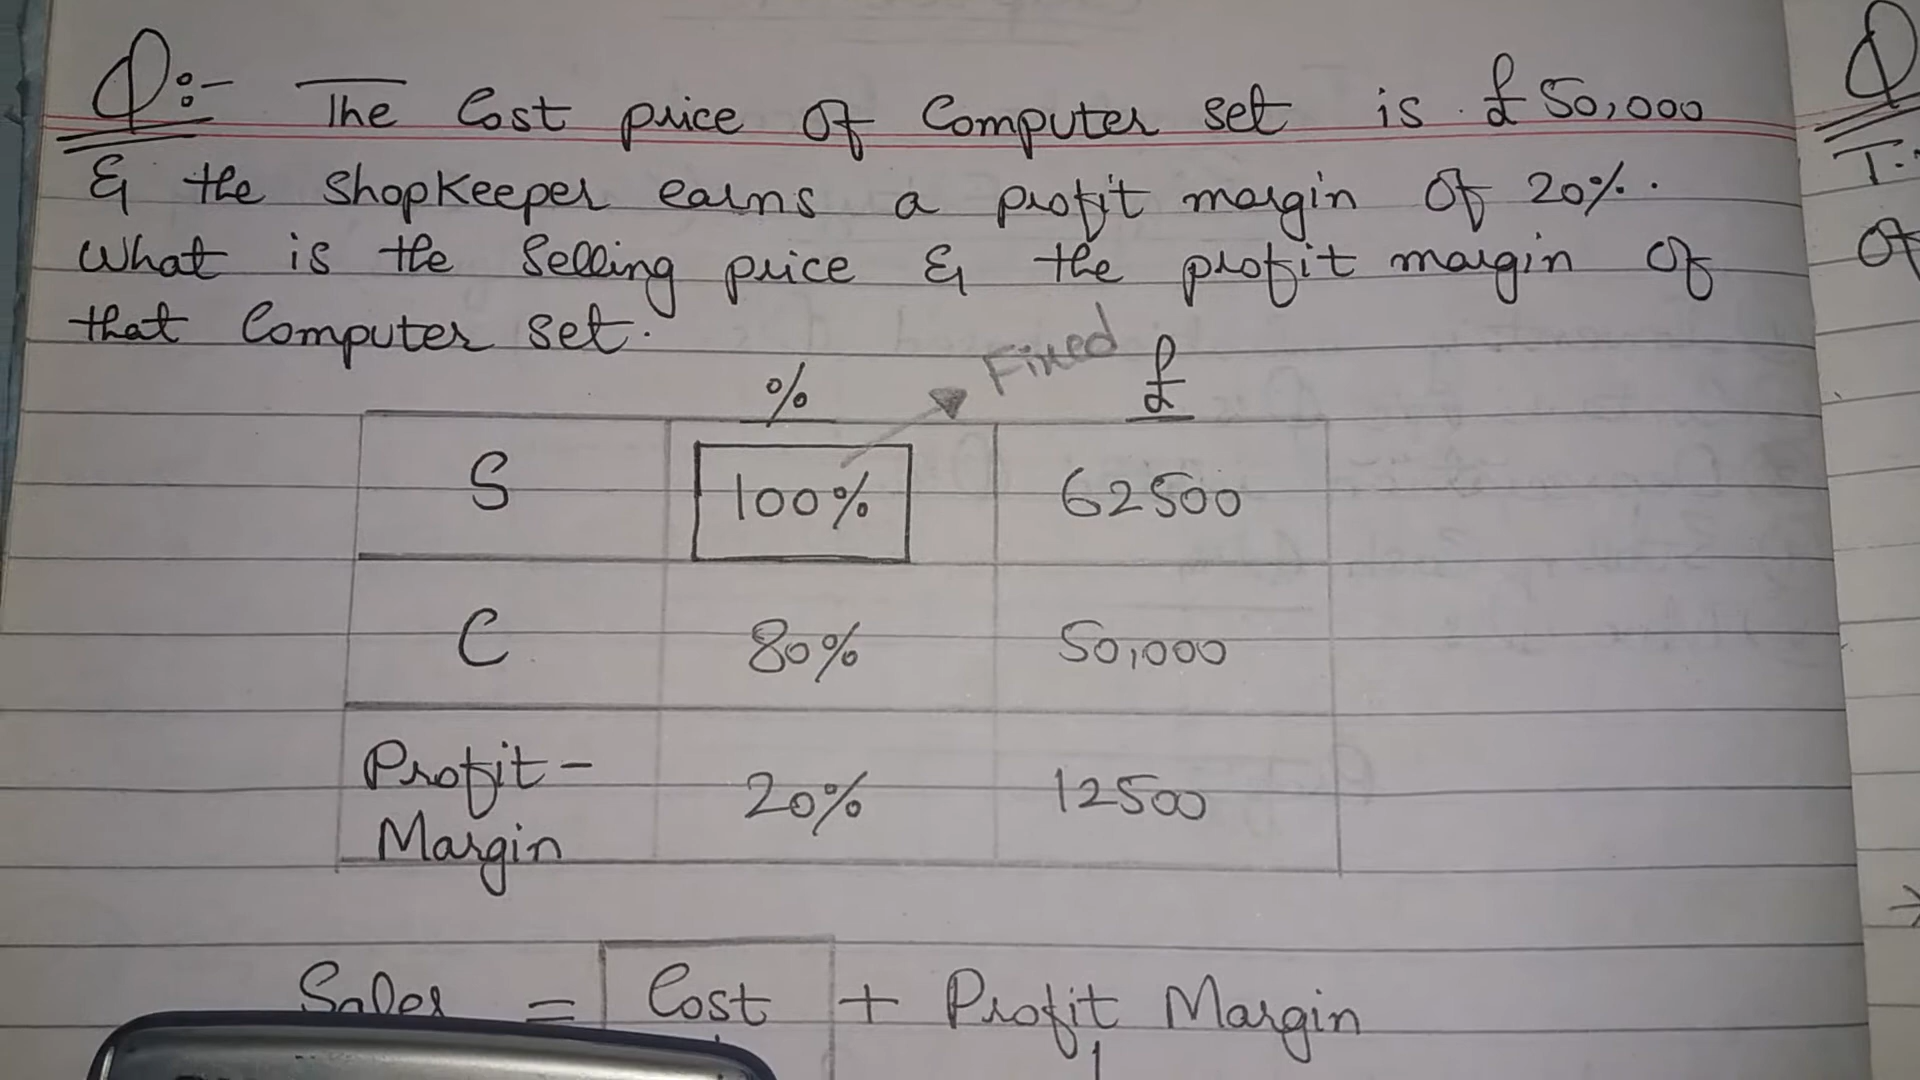 Q:- The Cost price of Computer set is £50,000
& the shopkeeper earns a profit margin of 20%.
What is the Selling price & the profit margin of
that Computer set.
Fixed
% £
S 100% 62500
C 80% 50,000
Profit-
Margin 20% 12500
Sales = Cost + Profit Margin
Q
T
of